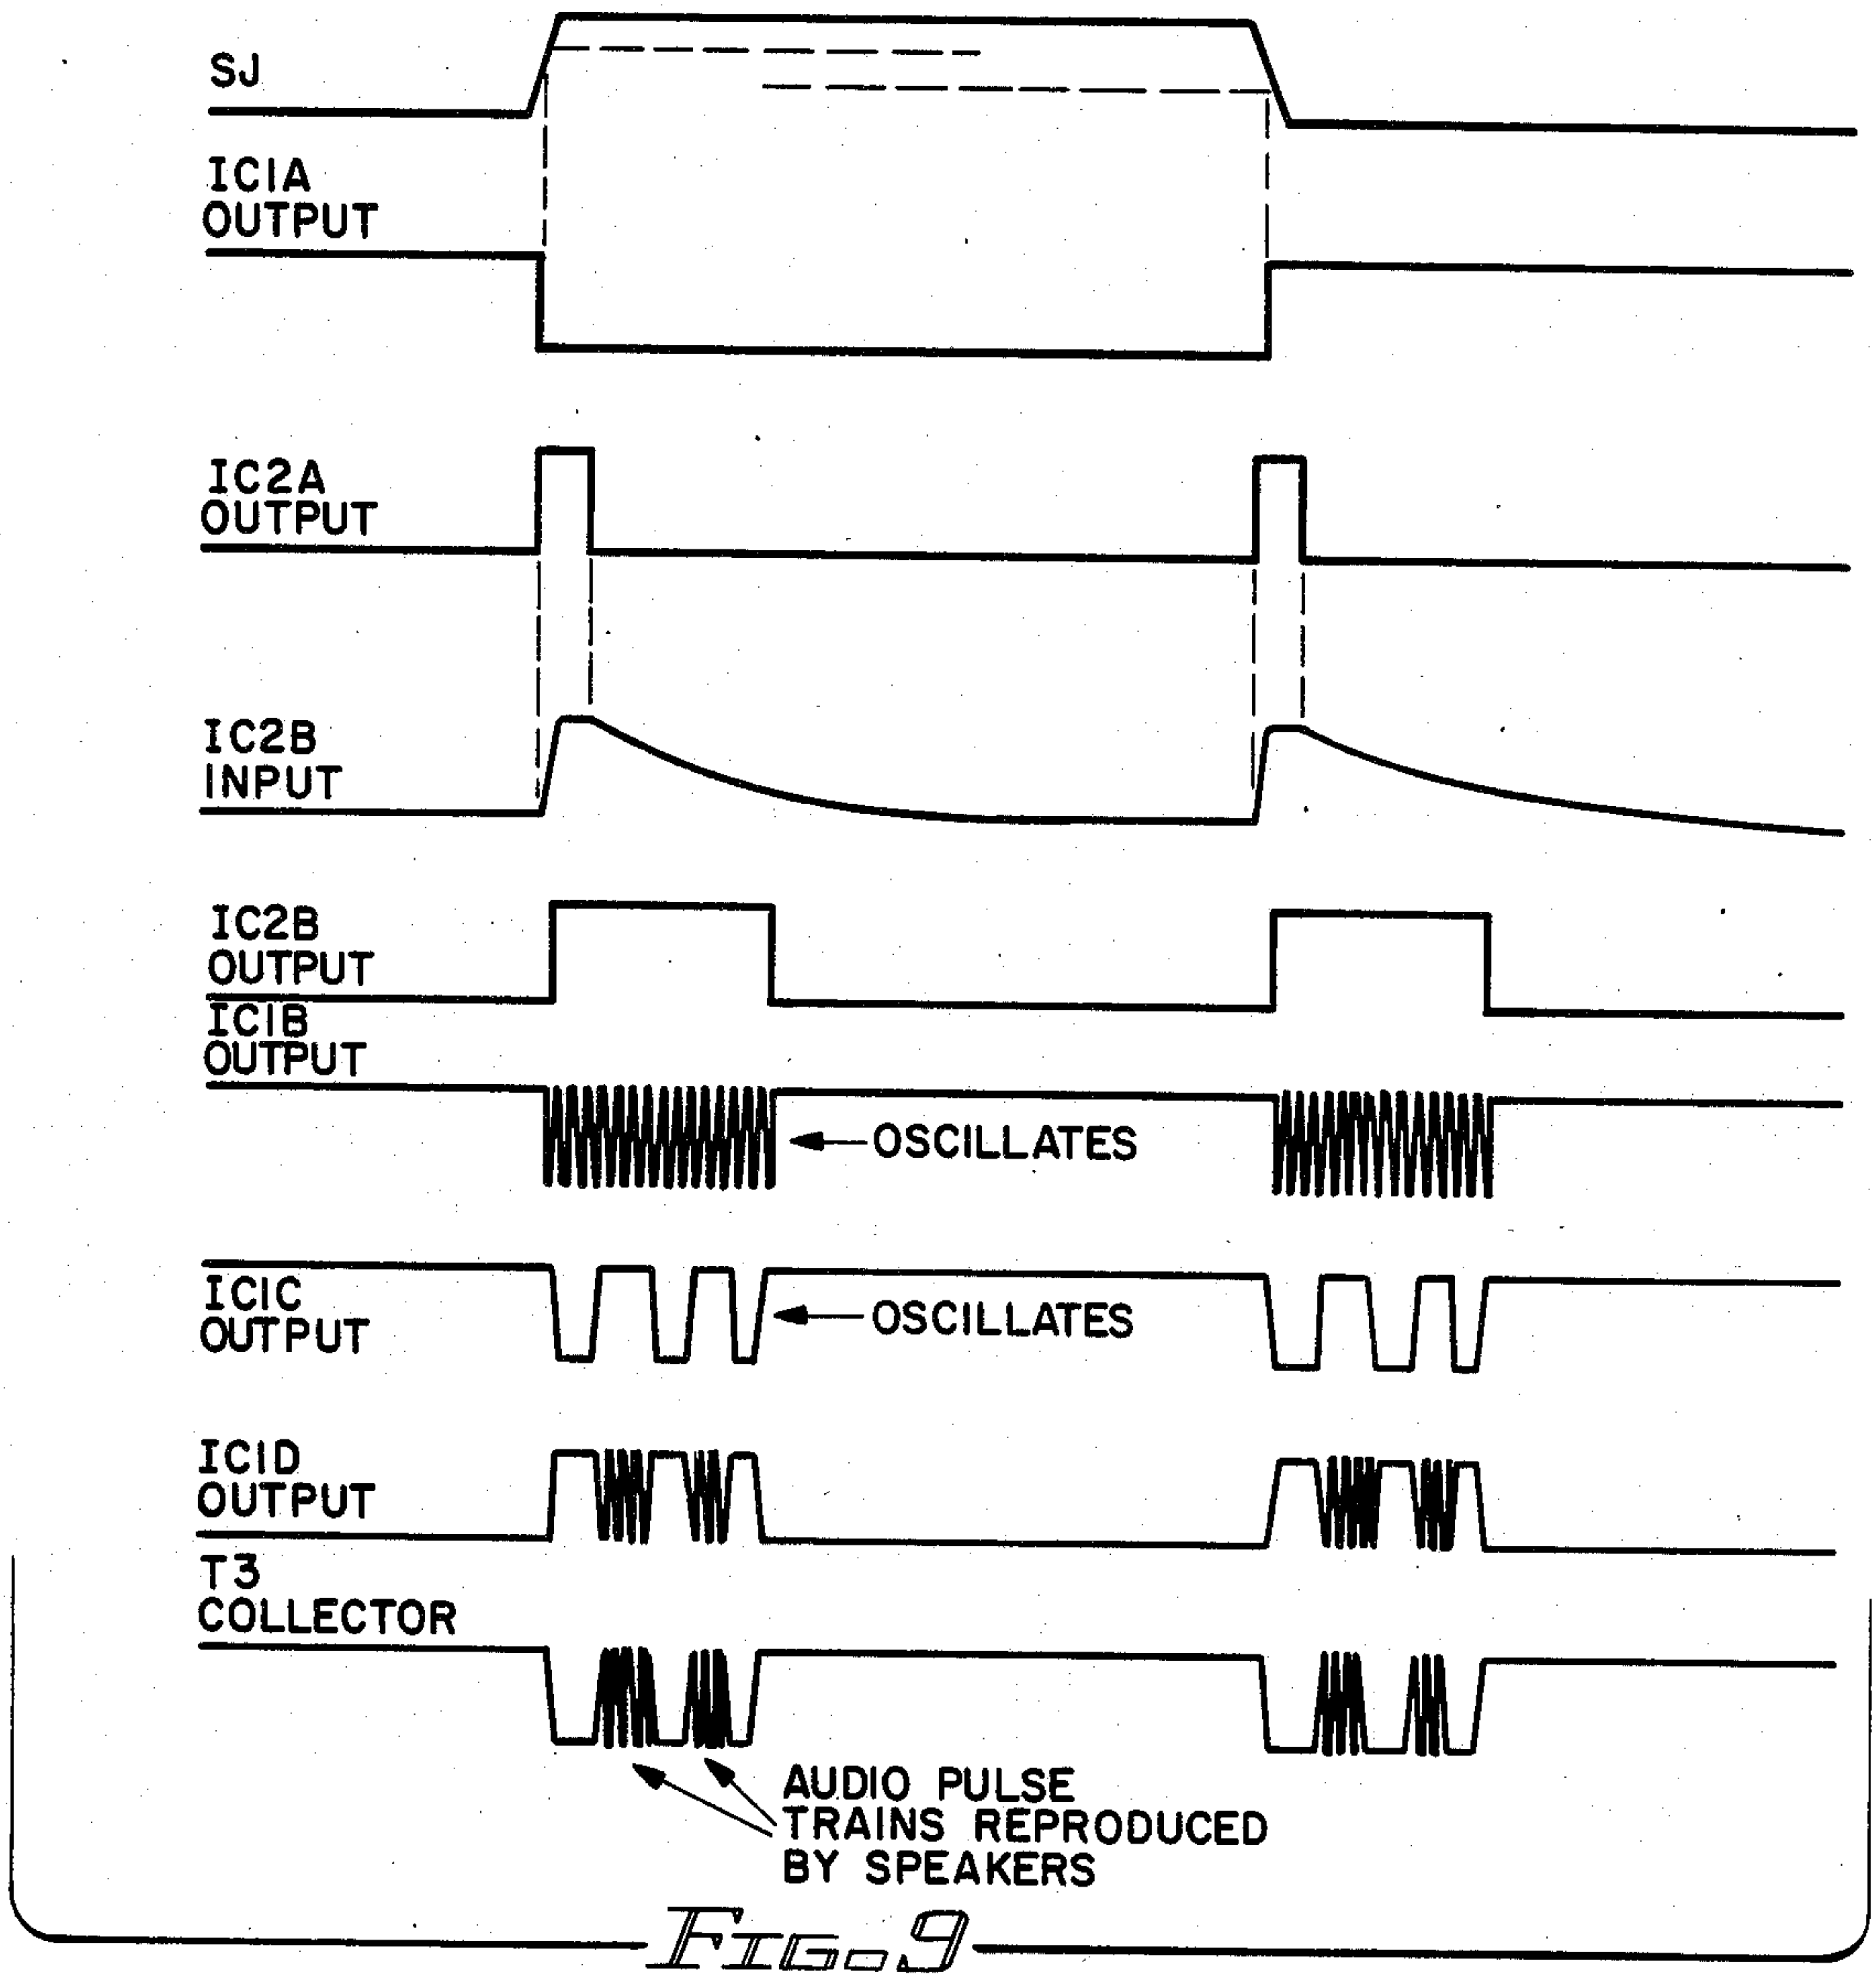 SJ
IC1A
OUTPUT
IC2A
OUTPUT
IC2B
INPUT
IC2B
OUTPUT
IC1B
OUTPUT
OSCILLATES
IC1C
OUTPUT
OSCILLATES
IC1D
OUTPUT
T3
COLLECTOR
AUDIO PULSE
TRAINS REPRODUCED
BY SPEAKERS
FIG. 9